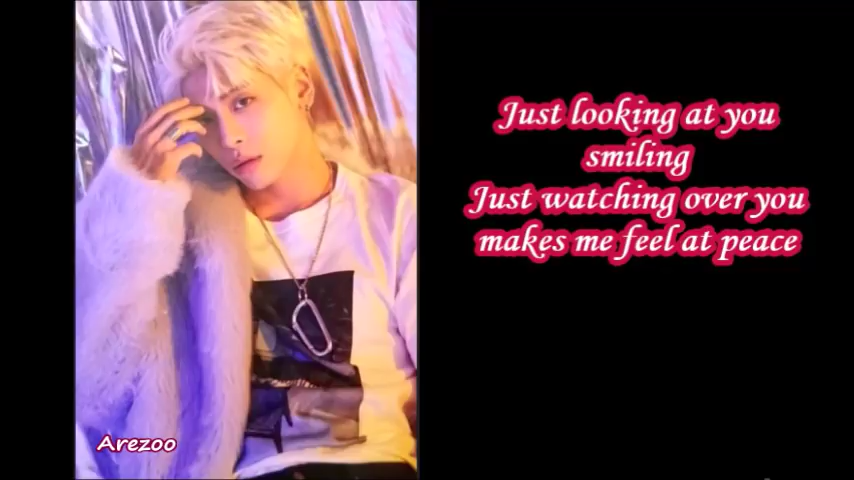 Just looking at you
smiling
Just watching over you
makes me feel at peace
Arezoo